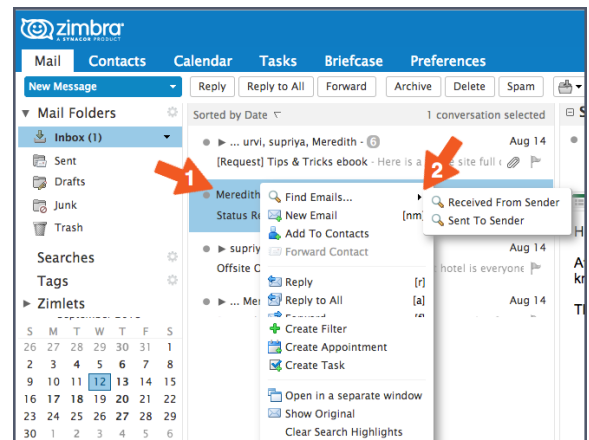 zimbra
A SYNACOR PRODUCT
Mail Contacts Calendar Tasks Briefcase Preferences
New Message Reply Reply to All Forward Archive Delete Spam
Mail Folders
Sorted by Date 1 conversation selected
Inbox (1)
Sent
Drafts
Junk
Trash
Searches
Tags
Zimlets
... urvi, supriya, Meredith - 6 Aug 14
[Request] Tips & Tricks ebook - Here is a site full
1
2
Meredith
Status Re
supriy Aug 14
Offsite O hotel is everyone
... Mer Aug 14
Find Emails...
New Email [nm]
Add To Contacts
Forward Contact
Reply [r]
Reply to All [a]
Forward [f]
Create Filter
Create Appointment
Create Task
Open in a separate window
Show Original
Clear Search Highlights
Received From Sender
Sent To Sender
S M T W T F S
26 27 28 29 30 31 1
2 3 4 5 6 7 8
9 10 11 12 13 14 15
16 17 18 19 20 21 22
23 24 25 26 27 28 29
30 1 2 3 4 5 6